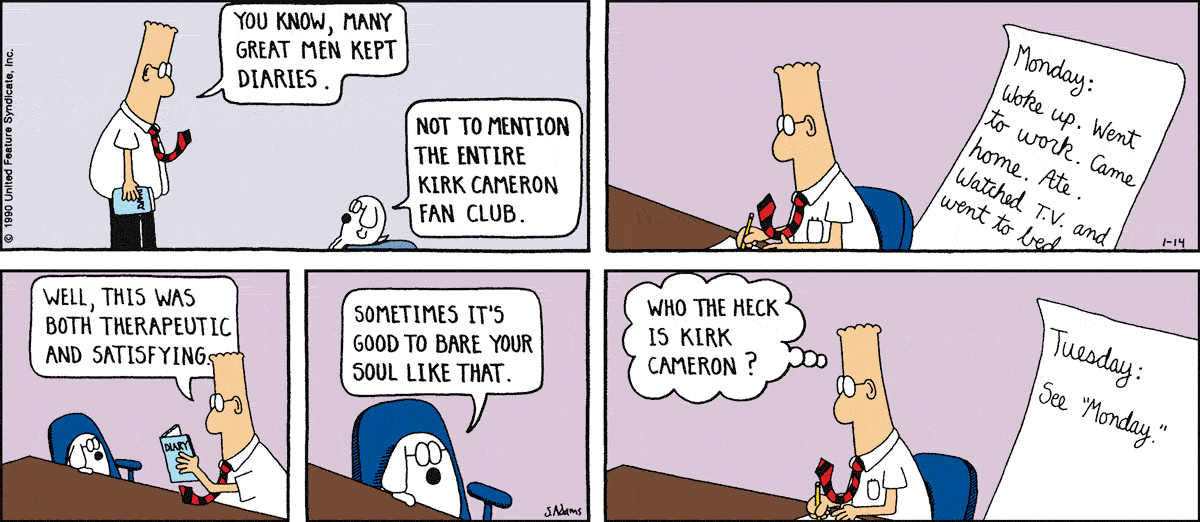 © 1990 United Feature Syndicate, Inc.
YOU KNOW, MANY
GREAT MEN KEPT
DIARIES.
DIARY
NOT TO MENTION
THE ENTIRE
KIRK CAMERON
FAN CLUB.
Monday:
Woke up. Went
to work. Came
home. Ate.
Watched T.V. and
went to bed
1-14
WELL, THIS WAS
BOTH THERAPEUTIC
AND SATISFYING.
DIARY
SOMETIMES IT'S
GOOD TO BARE YOUR
SOUL LIKE THAT.
S.Adams
WHO THE HECK
IS KIRK
CAMERON?
Tuesday:
See "Monday."